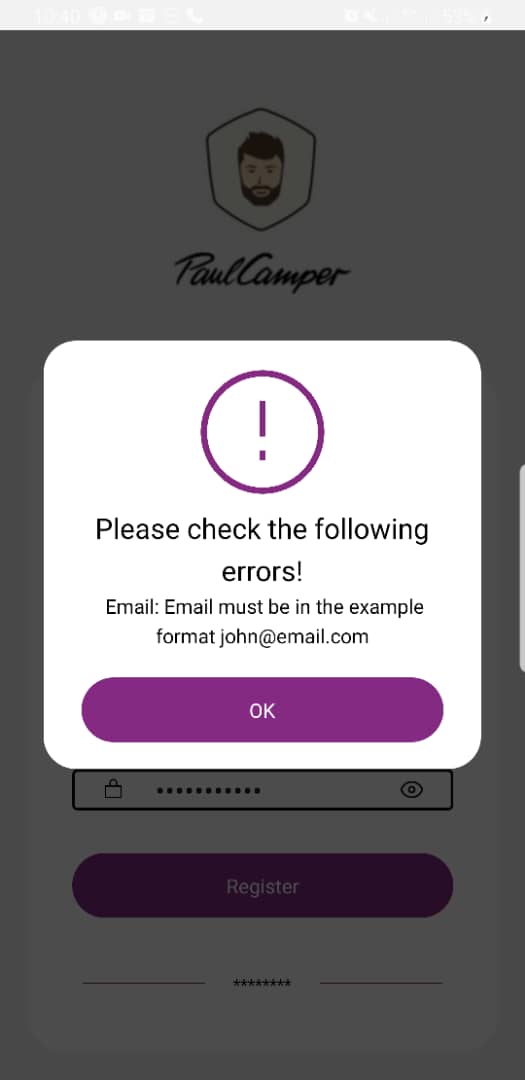 10:40
53%
PaulCamper
Please check the following
errors!
Email: Email must be in the example
format john@email.com
OK
•••••••••••
Register
********